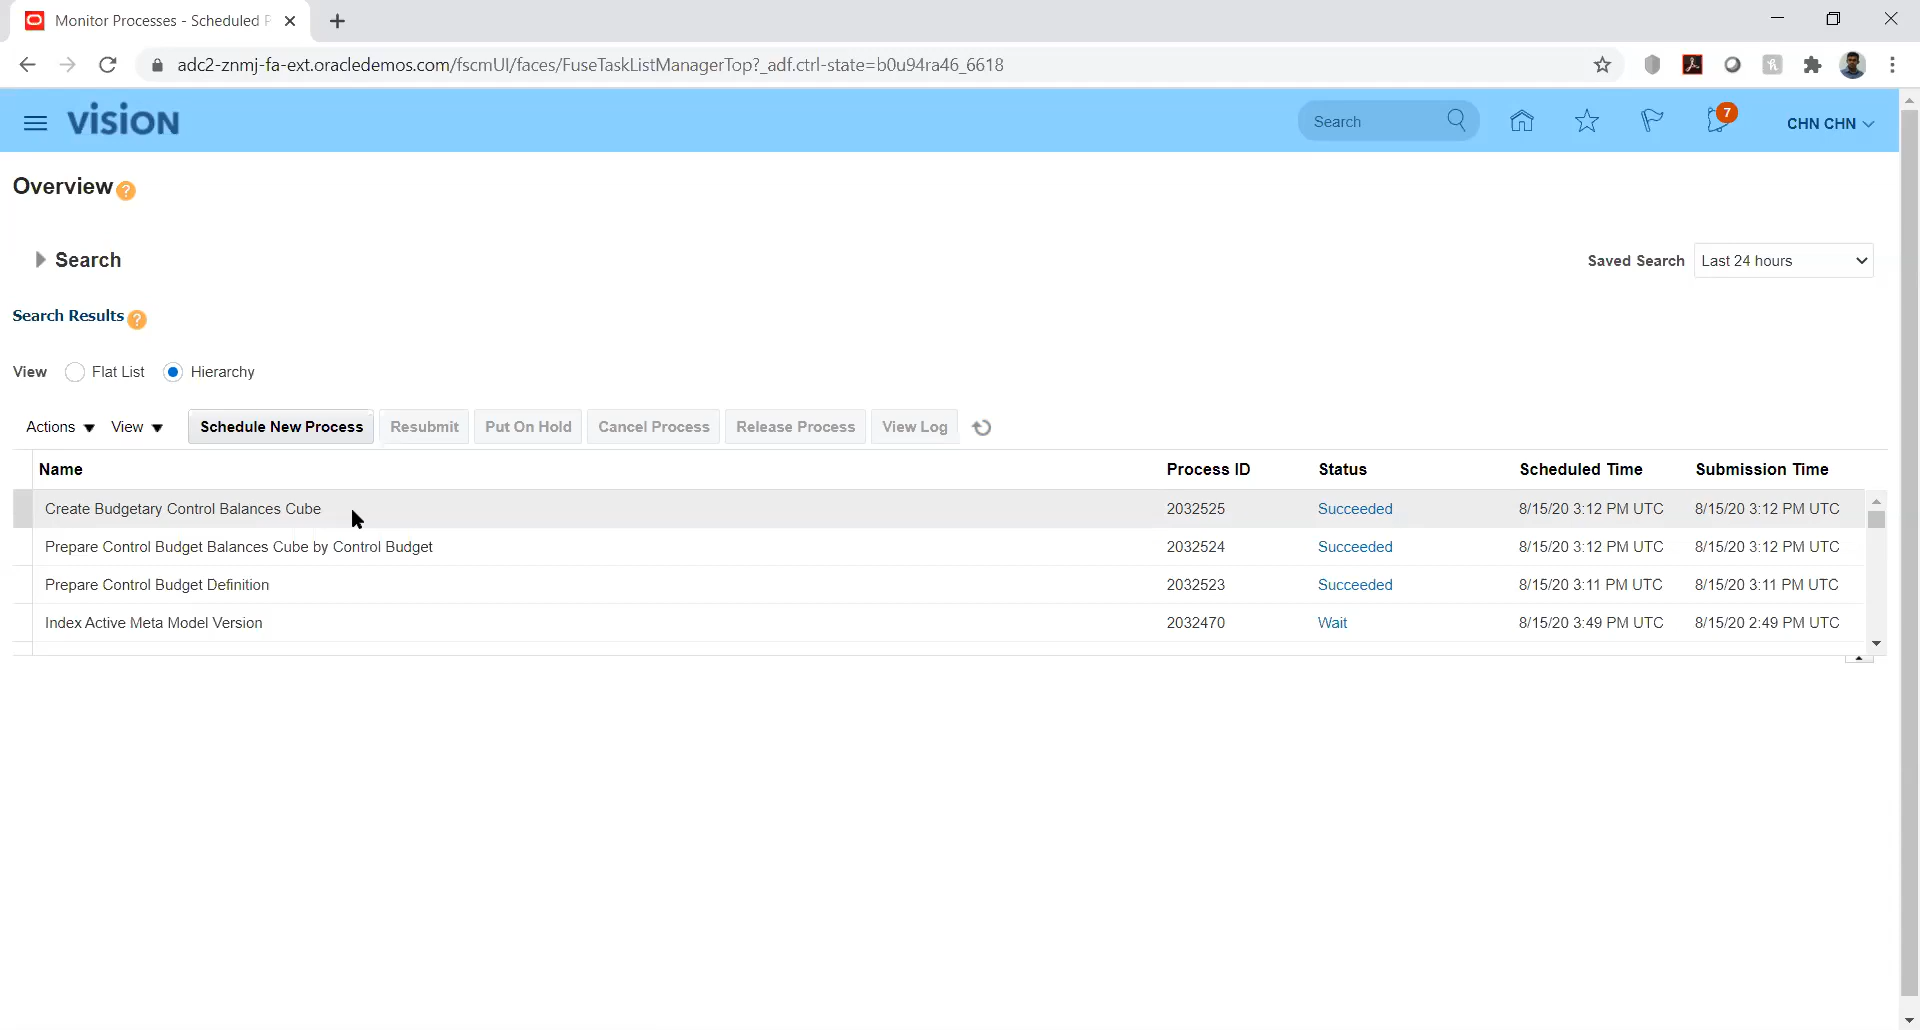 Monitor Processes - Scheduled P
adc2-znmj-fa-ext.oracledemos.com/fscmUI/faces/FuseTaskListManagerTop?_adf.ctrl-state=b0u94ra46_6618
VISION
Search
7
CHN CHN
Overview ?
Search
Saved Search Last 24 hours
Search Results ?
View Flat List Hierarchy
Actions View Schedule New Process Resubmit Put On Hold Cancel Process Release Process View Log
Name Process ID Status Scheduled Time Submission Time
Create Budgetary Control Balances Cube 2032525 Succeeded 8/15/20 3:12 PM UTC 8/15/20 3:12 PM UTC
Prepare Control Budget Balances Cube by Control Budget 2032524 Succeeded 8/15/20 3:12 PM UTC 8/15/20 3:12 PM UTC
Prepare Control Budget Definition 2032523 Succeeded 8/15/20 3:11 PM UTC 8/15/20 3:11 PM UTC
Index Active Meta Model Version 2032470 Wait 8/15/20 3:49 PM UTC 8/15/20 2:49 PM UTC